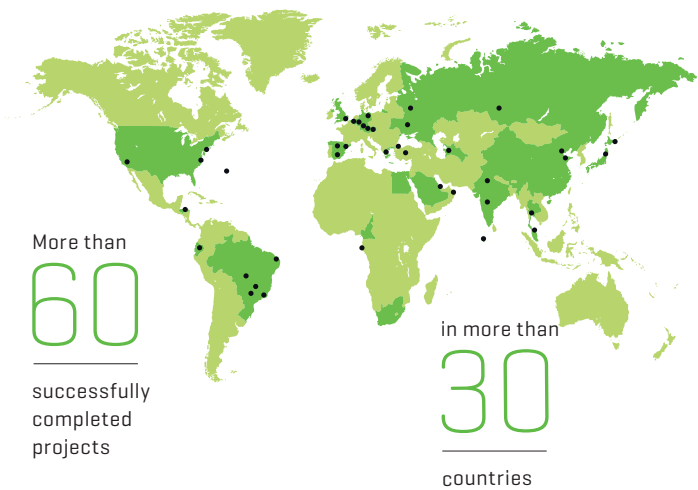 More than
60
successfully
completed
projects
in more than
30
countries